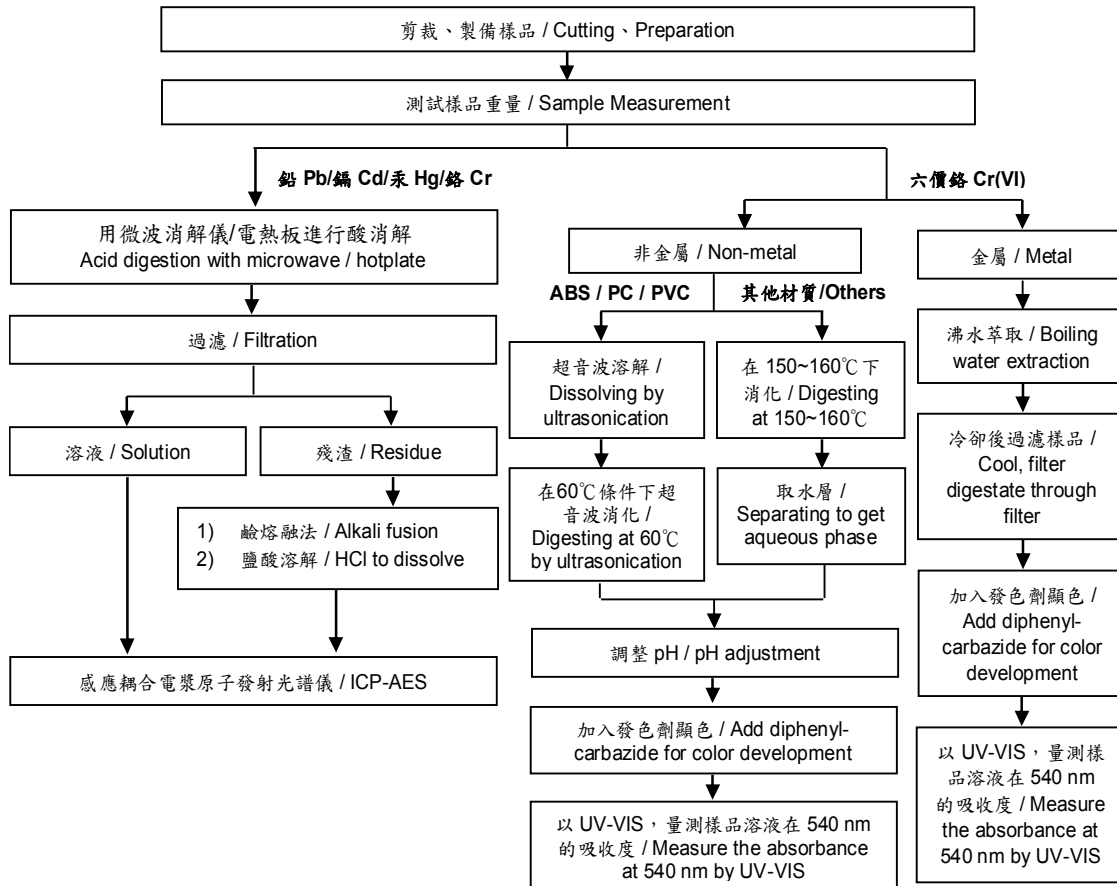 剪裁、製備樣品 / Cutting、Preparation
測試樣品重量 / Sample Measurement
鉛 Pb/鎘 Cd/汞 Hg/鉻 Cr
六價鉻 Cr(VI)
用微波消解儀/電熱板進行酸消解
Acid digestion with microwave / hotplate
過濾 / Filtration
溶液 / Solution
殘渣 / Residue
1) 鹼熔融法 / Alkali fusion
2) 鹽酸溶解 / HCl to dissolve
感應耦合電漿原子發射光譜儀 / ICP-AES
非金屬 / Non-metal
ABS / PC / PVC
其他材質/Others
超音波溶解 /
Dissolving by
ultrasonication
在60℃條件下超
音波消化 /
Digesting at 60℃
by ultrasonication
在 150~160℃下
消化 / Digesting
at 150~160℃
取水層 /
Separating to get
aqueous phase
調整 pH / pH adjustment
加入發色劑顯色 / Add diphenyl-
carbazide for color development
以 UV-VIS，量測樣品溶液在 540 nm
的吸收度 / Measure the absorbance
at 540 nm by UV-VIS
金屬 / Metal
沸水萃取 / Boiling
water extraction
冷卻後過濾樣品 /
Cool, filter
digestate through
filter
加入發色劑顯色 /
Add diphenyl-
carbazide for color
development
以 UV-VIS，量測樣
品溶液在 540 nm
的吸收度 / Measure
the absorbance at
540 nm by UV-VIS